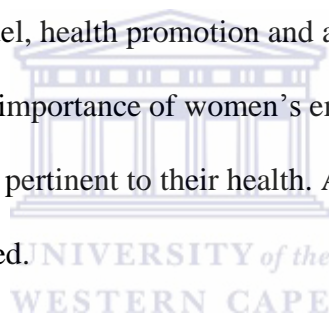 el, health promotion and a
importance of women's en
pertinent to their health. A
ed.
UNIVERSITY of the
WESTERN CAPE